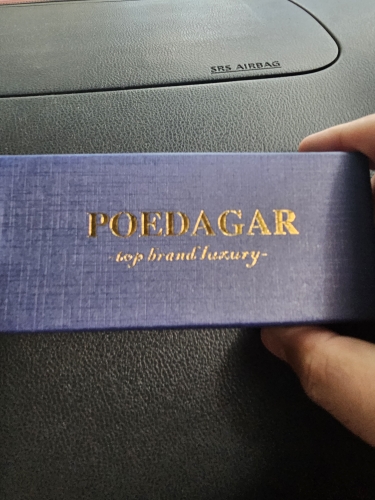 SRS AIRBAG
POEDAGAR
-top brand luxury-